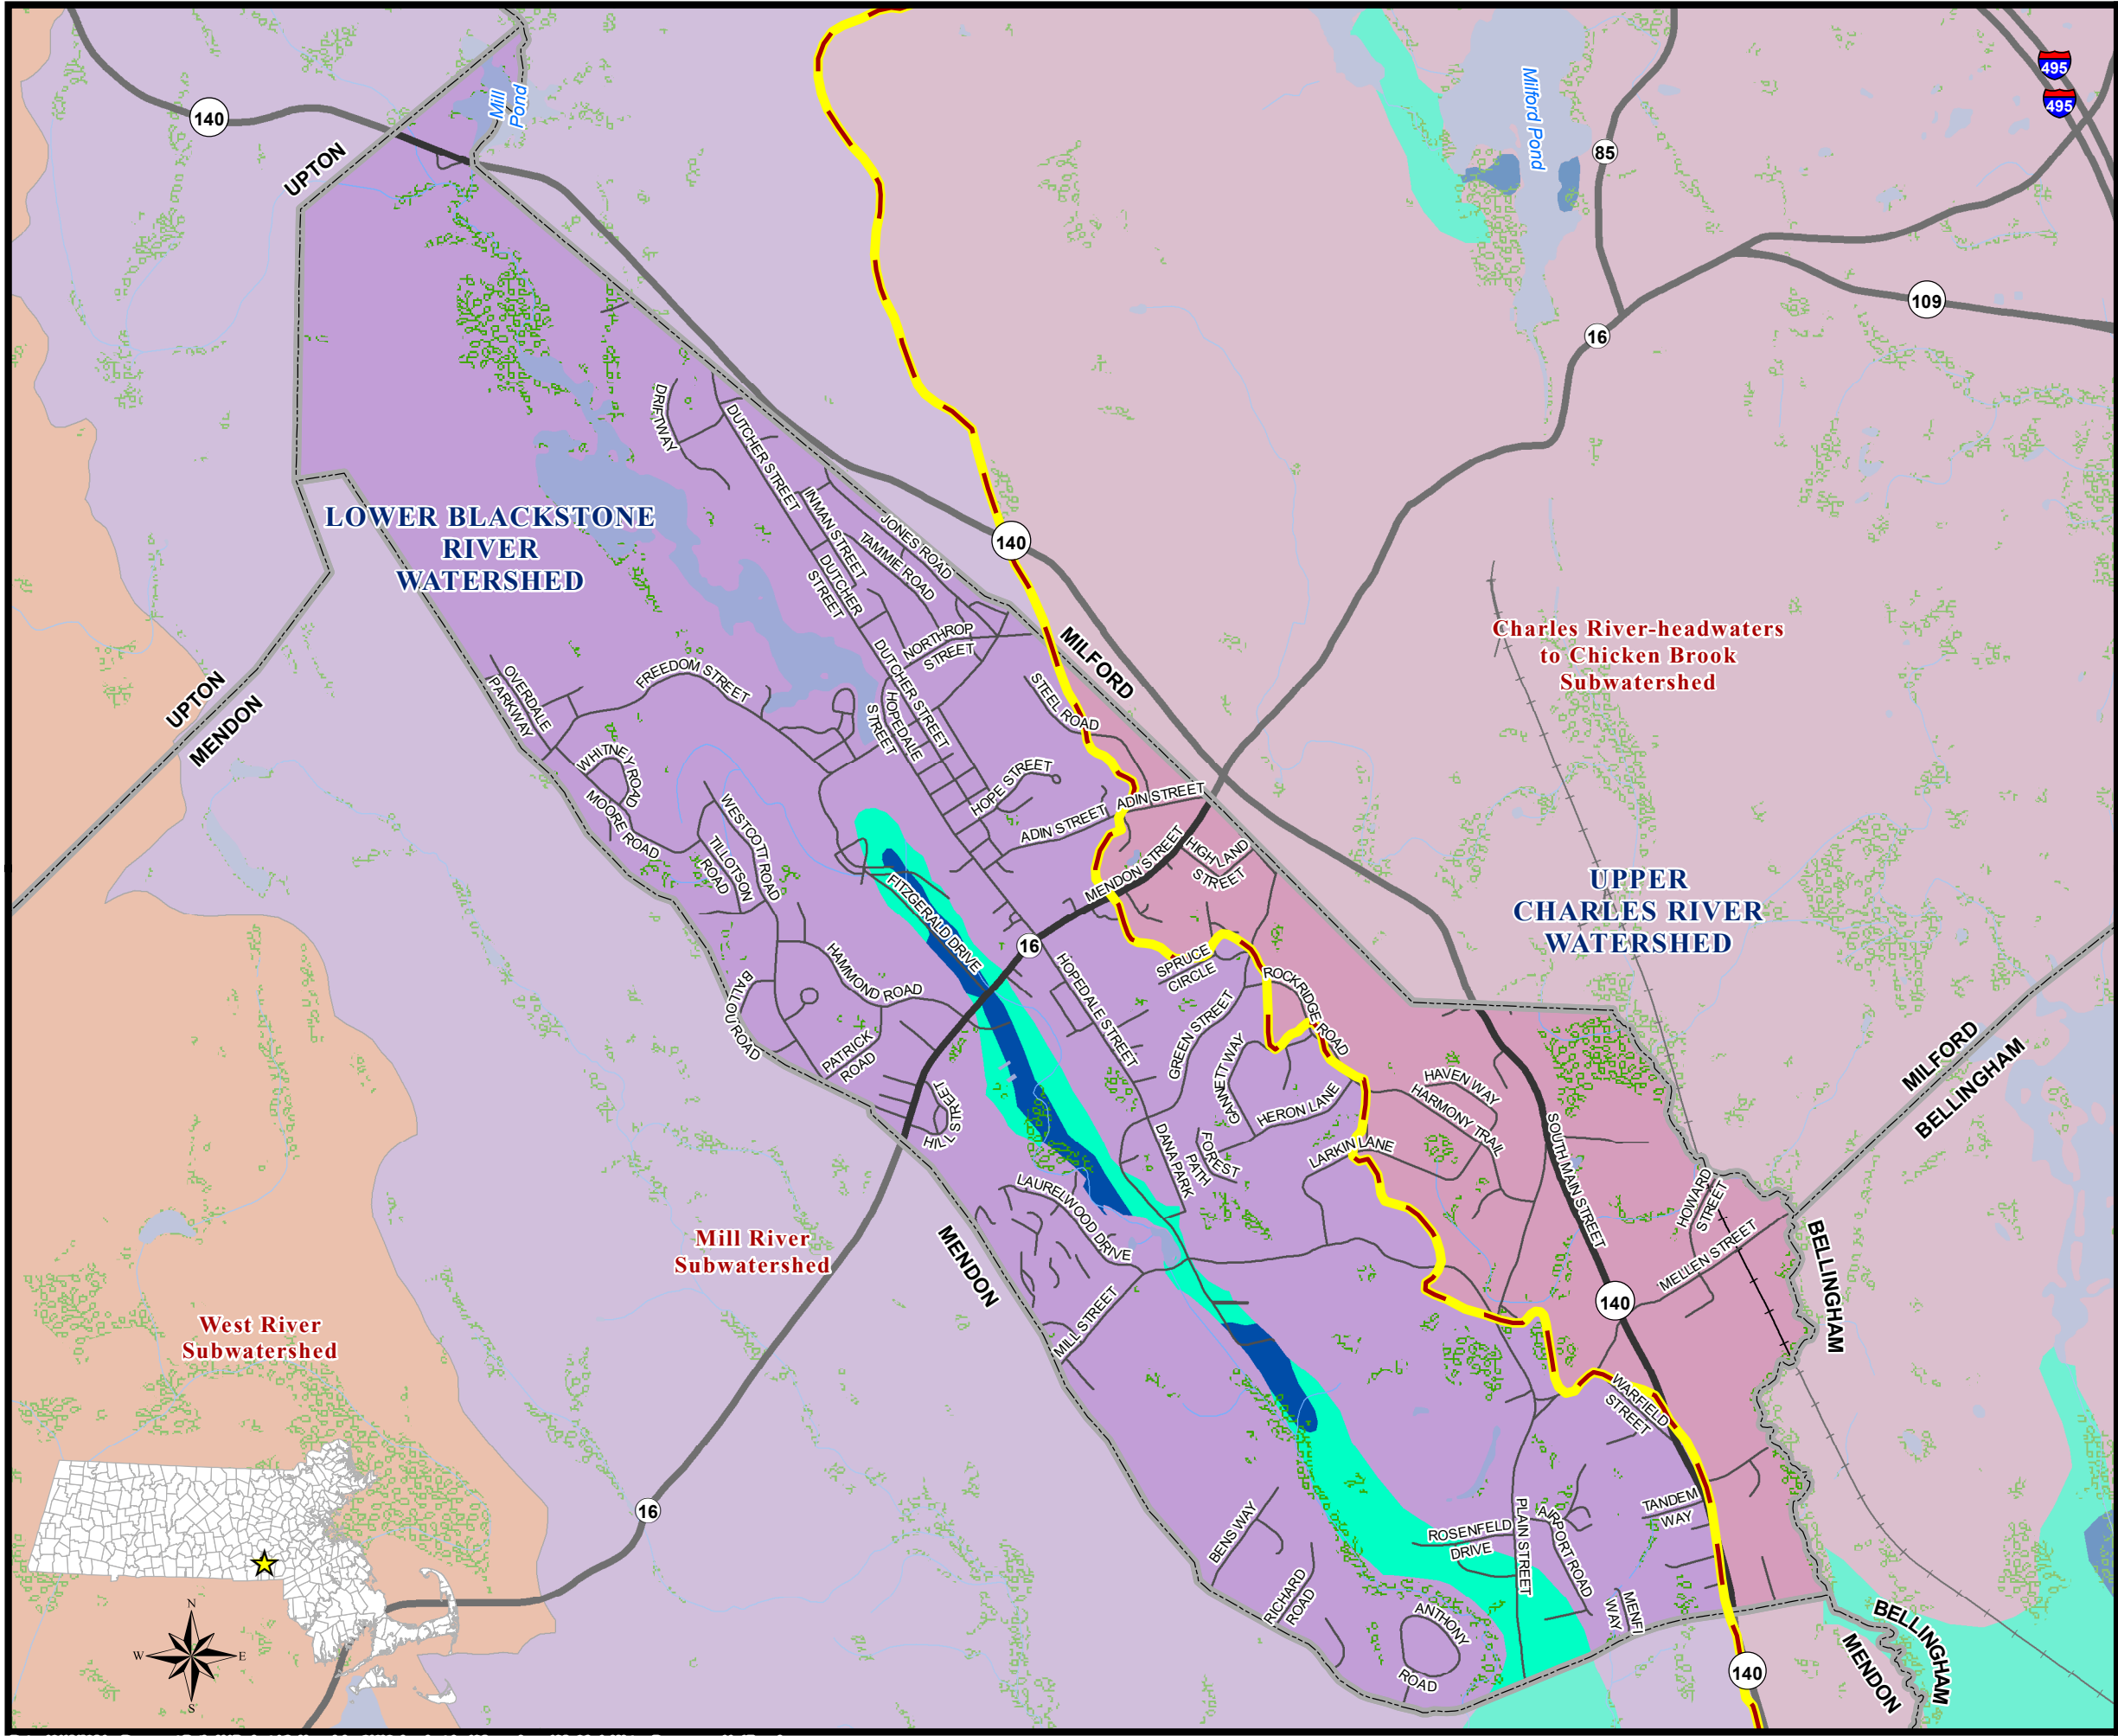 495
495
140
UPTON
Mill
Pond
Milford Pond
85
109
16
DRIFTWAY
DUTCHER STREET
INMAN STREET
JONES ROAD
TAMMIE ROAD
DUTCHER
STREET
NORTHROP
STREET
140
LOWER BLACKSTONE
RIVER
WATERSHED
MILFORD
Charles River-headwaters
to Chicken Brook
Subwatershed
UPTON
MENDON
OVERDALE
PARKWAY
FREEDOM STREET
DUTCHER STREET
HOPEDALE
STREET
STEEL ROAD
WHITNEY ROAD
MOORE ROAD
HOPE STREET
ADIN STREET
ADIN STREET
WESTCOTT ROAD
TILLOTSON
ROAD
MENDON STREET
HIGHLAND
STREET
FITZGERALD DRIVE
UPPER
CHARLES RIVER
WATERSHED
16
HAMMOND ROAD
BALLOU ROAD
PATRICK
ROAD
HOPEDALE STREET
SPRUCE
CIRCLE
ROCKRIDGE ROAD
GREEN STREET
GANNETT WAY
HERON LANE
HAVEN WAY
HARMONY TRAIL
MILFORD
BELLINGHAM
HILL STREET
DANA PARK
FOREST
PATH
LARKIN LANE
SOUTH MAIN STREET
LAURELWOOD DRIVE
HOWARD
STREET
MELLEN STREET
BELLINGHAM
Mill River
Subwatershed
MENDON
MILL STREET
140
West River
Subwatershed
WARFIELD
STREET
16
BENS WAY
RICHARD
ROAD
ROSENFELD
DRIVE
PLAIN STREET
AIRPORT ROAD
TANDEM
WAY
MENFI
WAY
ANTHONY
ROAD
BELLINGHAM
MENDON
140
N
W
E
S